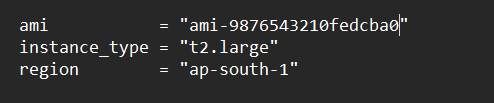 ami           = "ami-9876543210fedcba0"
instance_type = "t2.large"
region        = "ap-south-1"